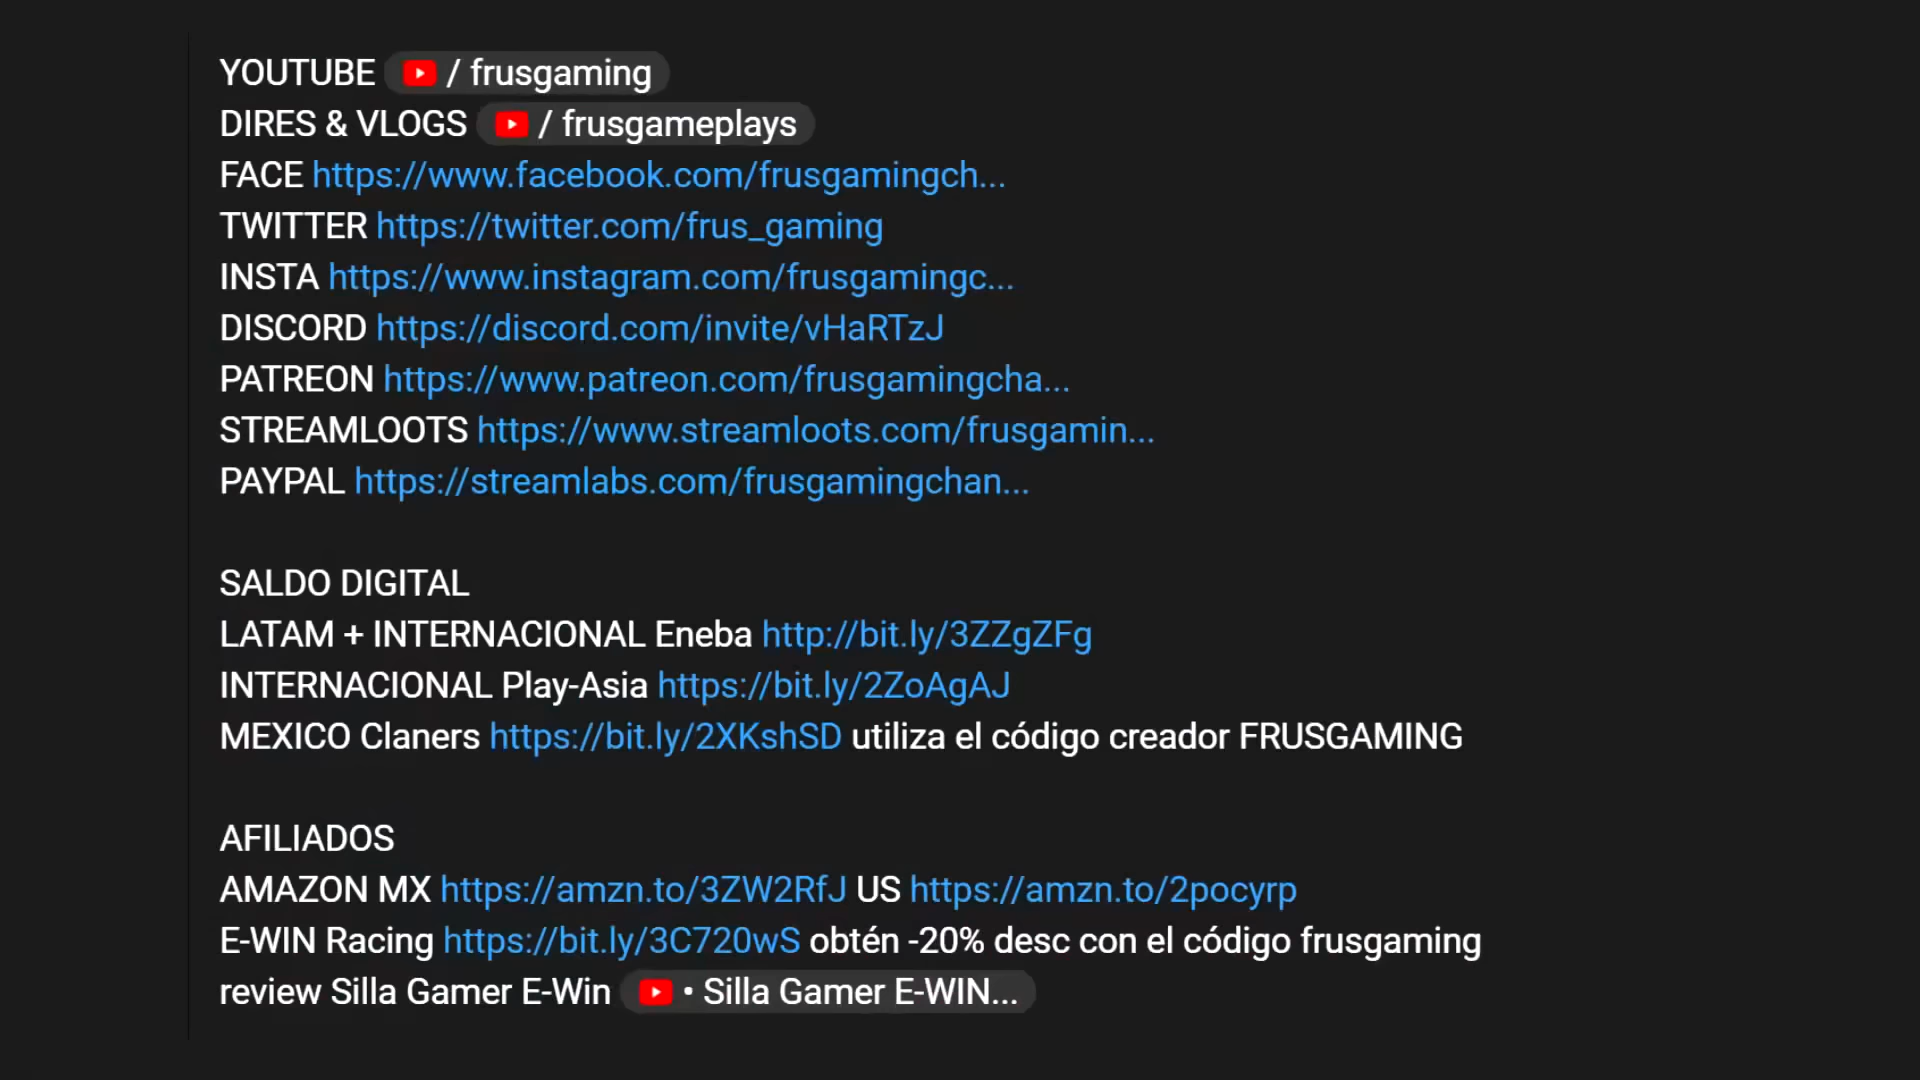 YOUTUBE / frusgaming
DIRES & VLOGS / frusgameplays
FACE https://www.facebook.com/frusgamingch...
TWITTER https://twitter.com/frus_gaming
INSTA https://www.instagram.com/frusgamingc...
DISCORD https://discord.com/invite/vHaRTzJ
PATREON https://www.patreon.com/frusgamingcha...
STREAMLOOTS https://www.streamloots.com/frusgamin...
PAYPAL https://streamlabs.com/frusgamingchan...
SALDO DIGITAL
LATAM + INTERNACIONAL Eneba http://bit.ly/3ZZgZFg
INTERNACIONAL Play-Asia https://bit.ly/2ZoAgAJ
MEXICO Claners https://bit.ly/2XKshSD utiliza el código creador FRUSGAMING
AFILIADOS
AMAZON MX https://amzn.to/3ZW2RfJ US https://amzn.to/2pocyrp
E-WIN Racing https://bit.ly/3C720wS obtén -20% desc con el código frusgaming
review Silla Gamer E-Win • Silla Gamer E-WIN...